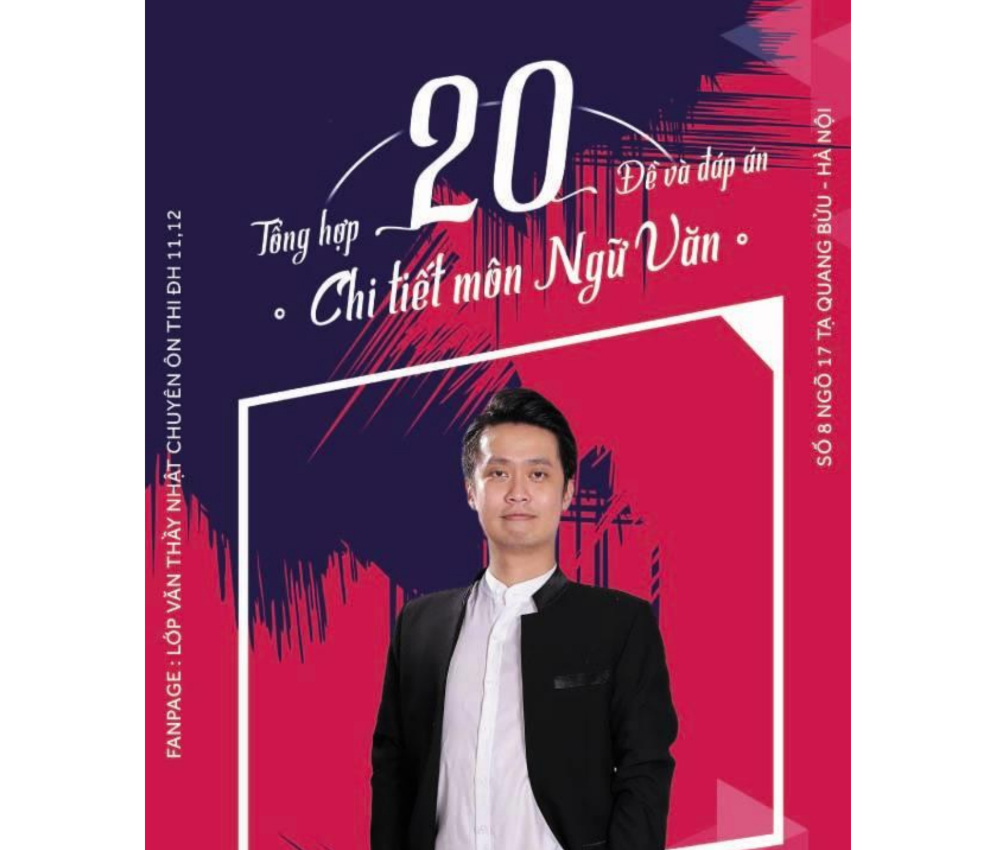 Tổng hợp 20 Đề và đáp án
Chi tiết môn Ngữ Văn
FANPAGE : LỚP VĂN THẦY NHẬT CHUYÊN ÔN THI ĐH 11,12
SỐ 8 NGÕ 17 TẠ QUANG BỬU - HÀ NỘI